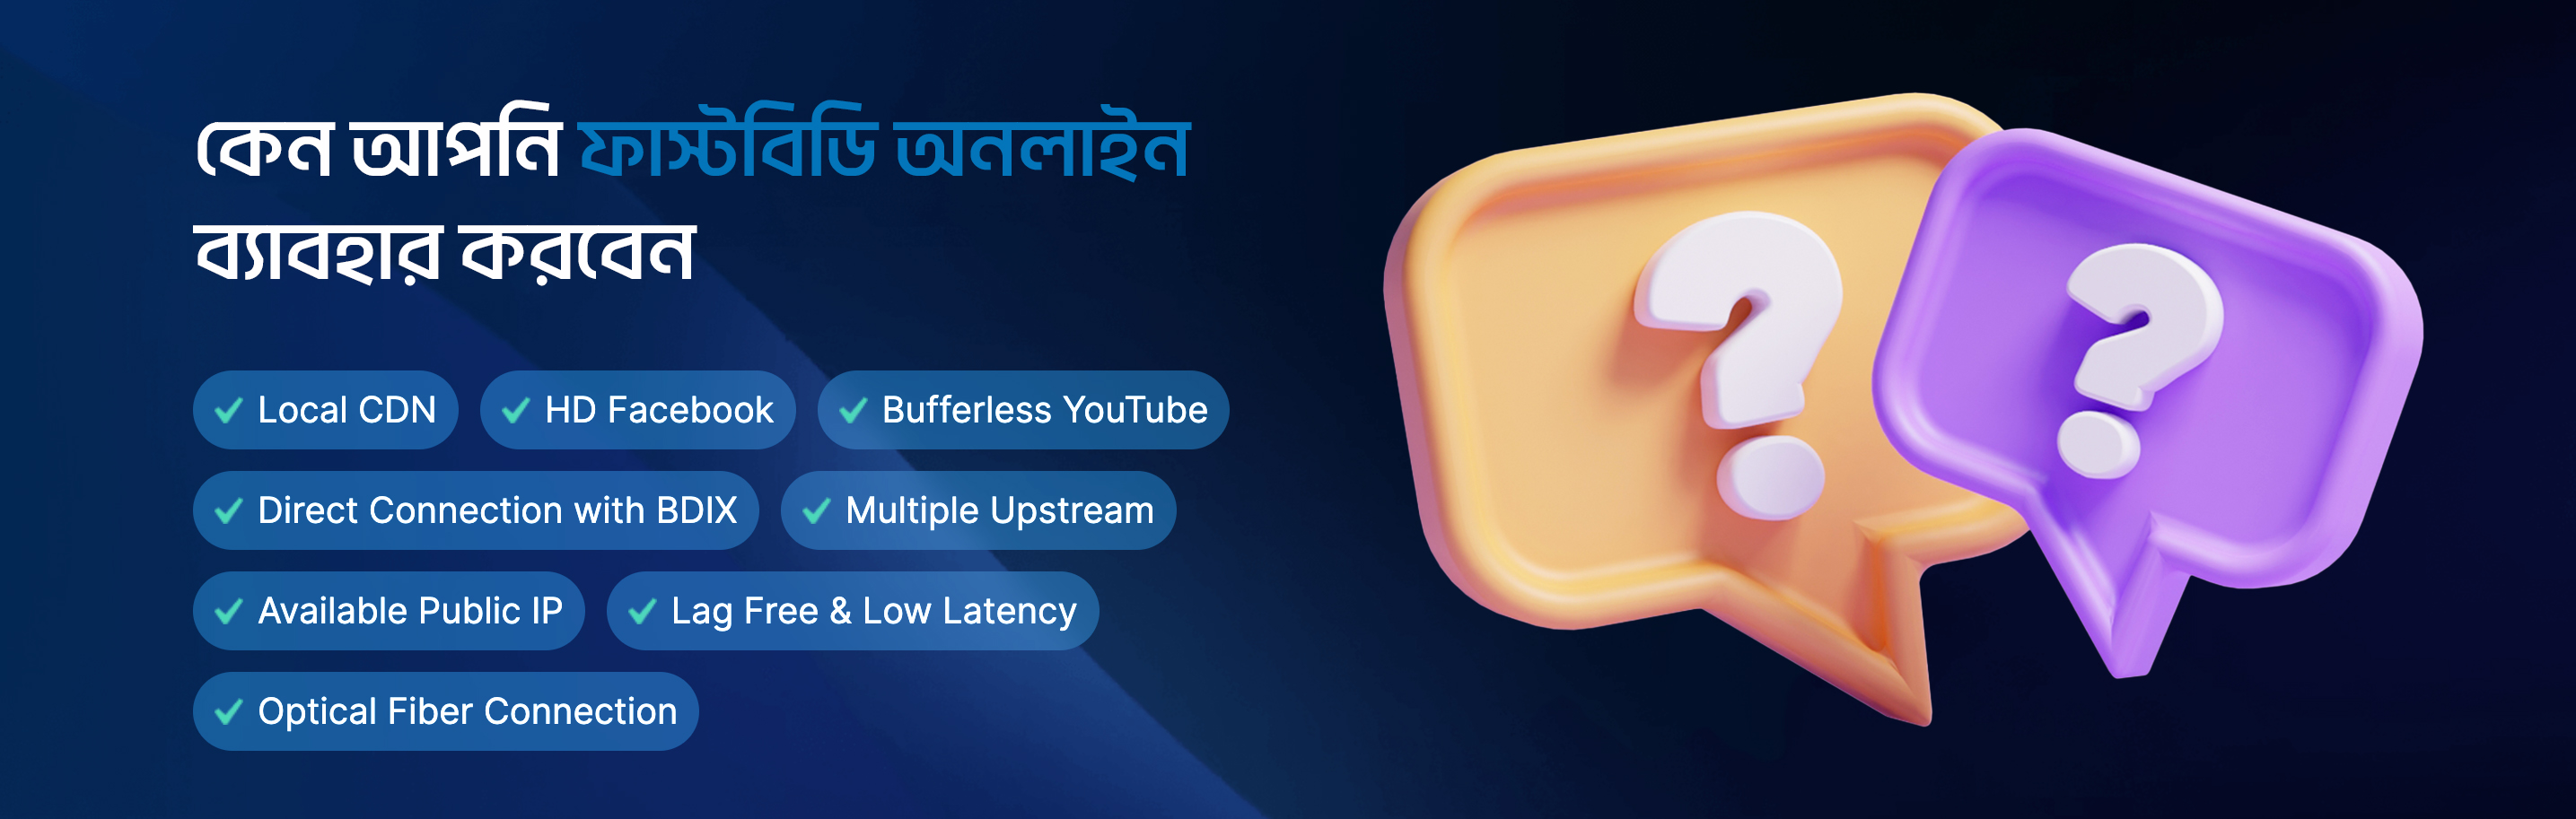 কেন আপনি ফাস্টবিডি অনলাইন
ব্যাবহার করবেন
Local CDN
HD Facebook
Bufferless YouTube
Direct Connection with BDIX
Multiple Upstream
Available Public IP
Lag Free & Low Latency
Optical Fiber Connection
? ?